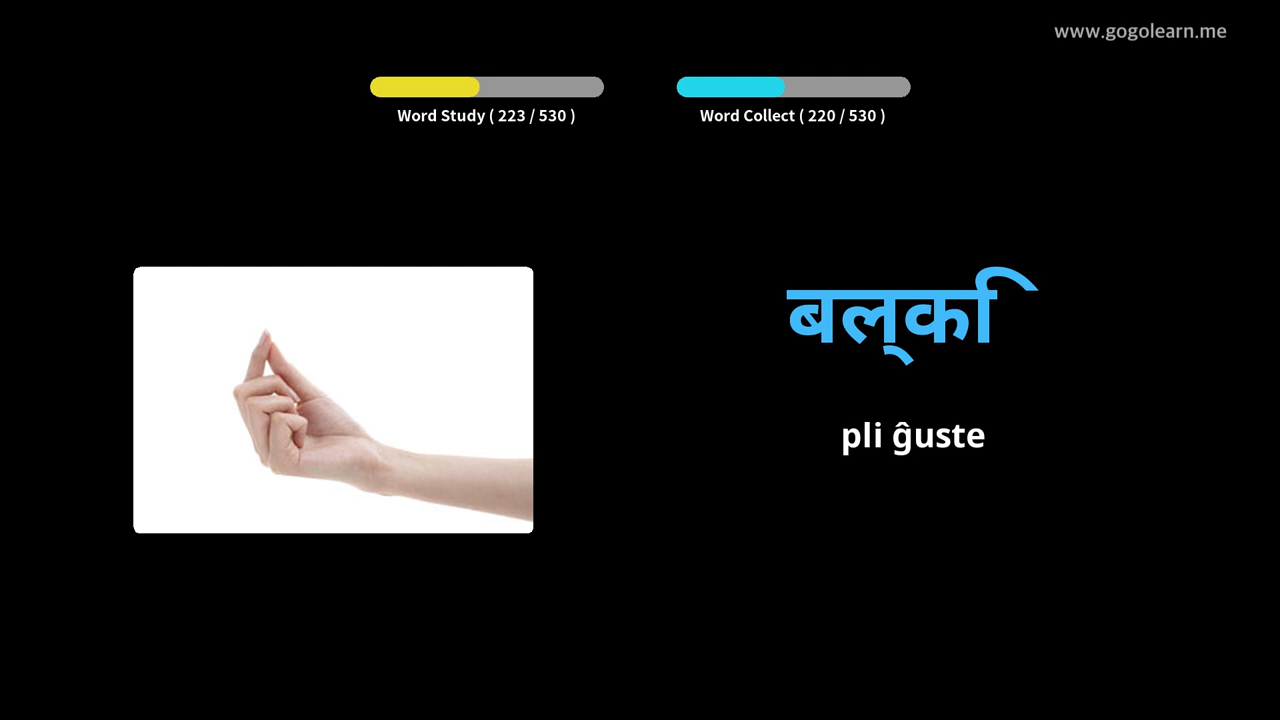 www.gogolearn.me
Word Study ( 223 / 530 )
Word Collect ( 220 / 530 )
बल्कि
pli ĝuste